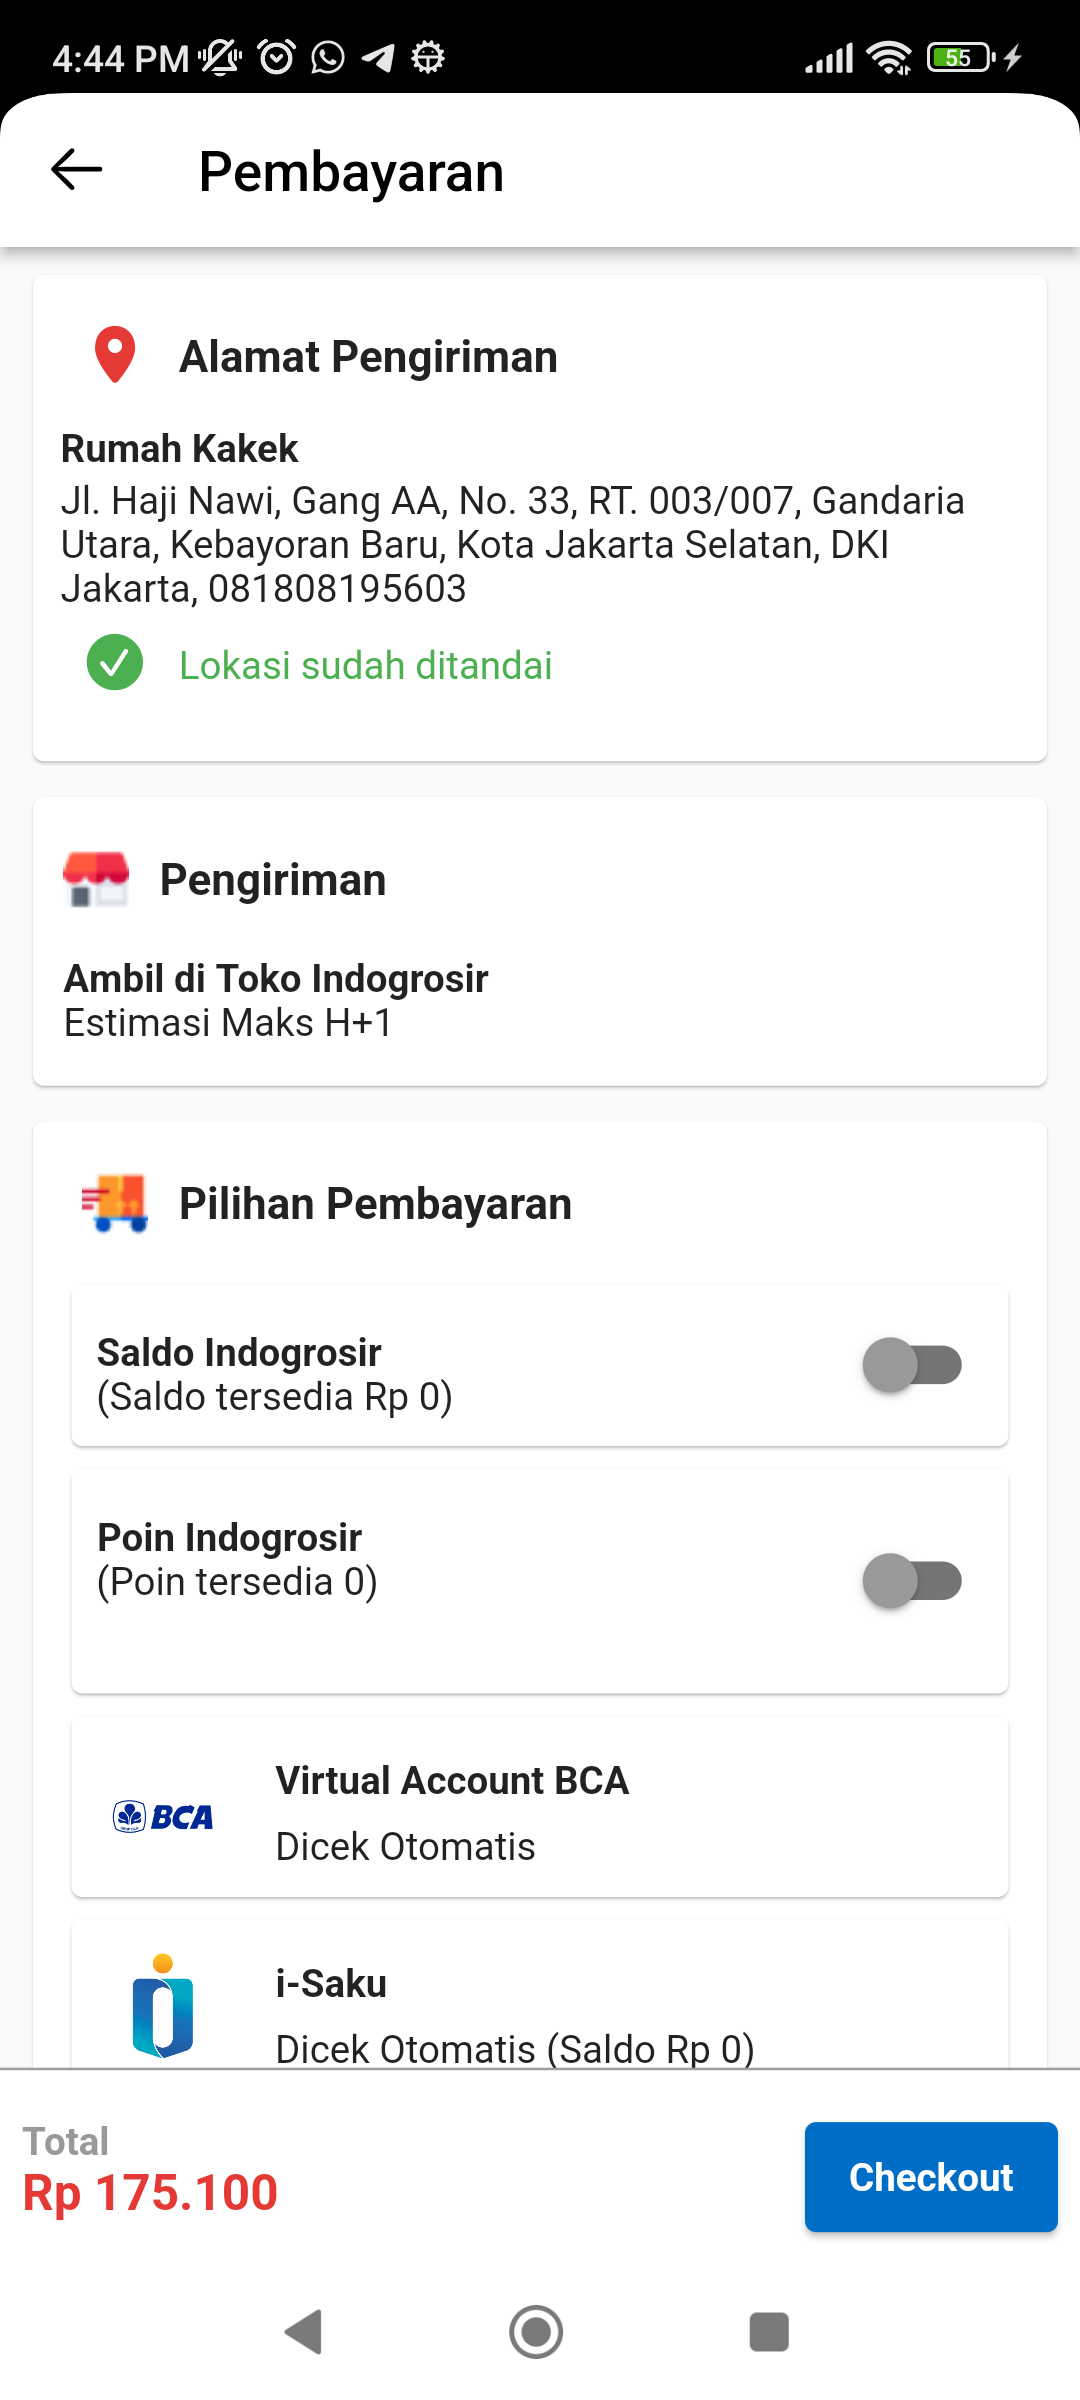 4:44 PM
55
Pembayaran
Alamat Pengiriman
Rumah Kakek
Jl. Haji Nawi, Gang AA, No. 33, RT. 003/007, Gandaria
Utara, Kebayoran Baru, Kota Jakarta Selatan, DKI
Jakarta, 081808195603
Lokasi sudah ditandai
Pengiriman
Ambil di Toko Indogrosir
Estimasi Maks H+1
Pilihan Pembayaran
Saldo Indogrosir
(Saldo tersedia Rp 0)
Poin Indogrosir
(Poin tersedia 0)
Virtual Account BCA
BCA
Dicek Otomatis
i-Saku
Dicek Otomatis (Saldo Rp 0)
Total
Rp 175.100
Checkout